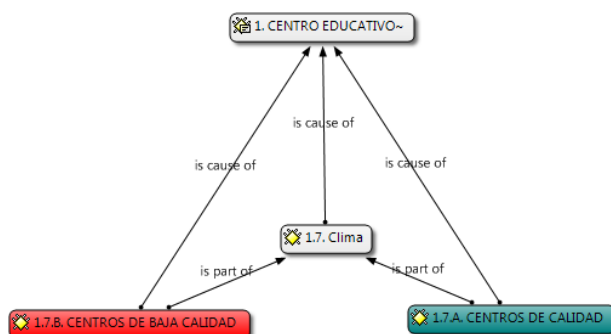 1. CENTRO EDUCATIVO~
is cause of
is cause of
is cause of
1.7. Clima
is part of
is part of
1.7.B. CENTROS DE BAJA CALIDAD
1.7.A. CENTROS DE CALIDAD